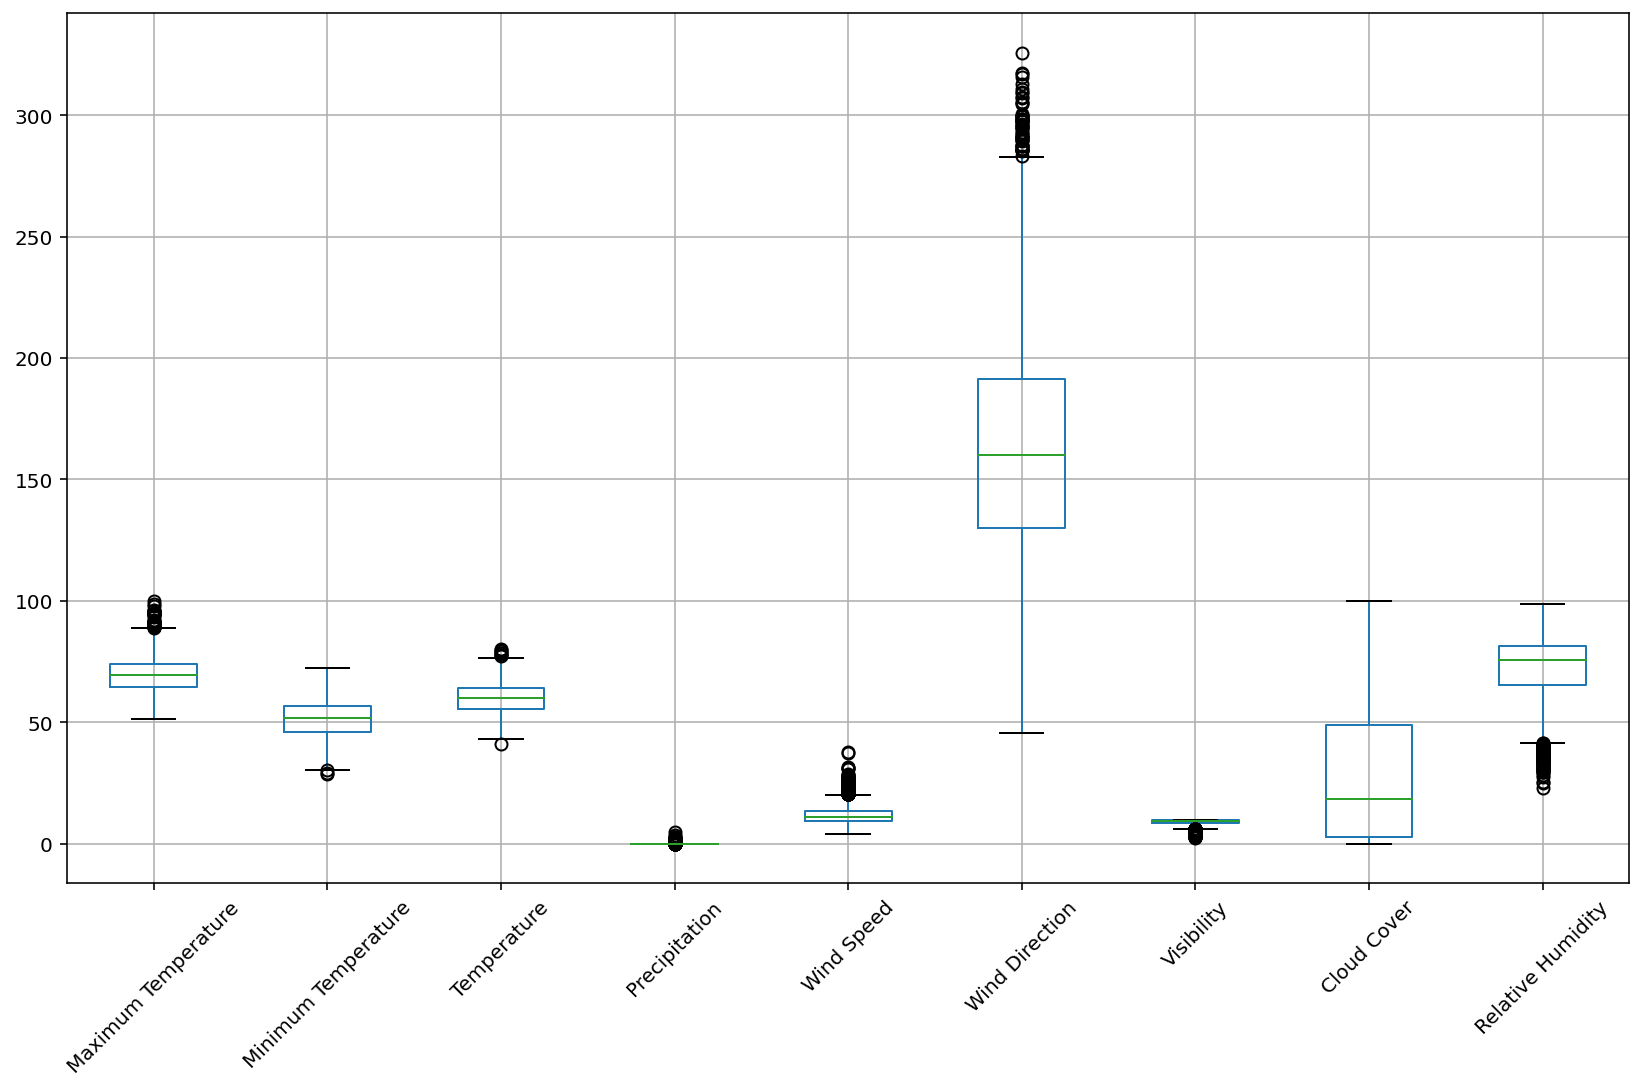 300
250
200
150
100
50
0
Maximum Temperature
Minimum Temperature
Temperature
Precipitation
Wind Speed
Wind Direction
Visibility
Cloud Cover
Relative Humidity